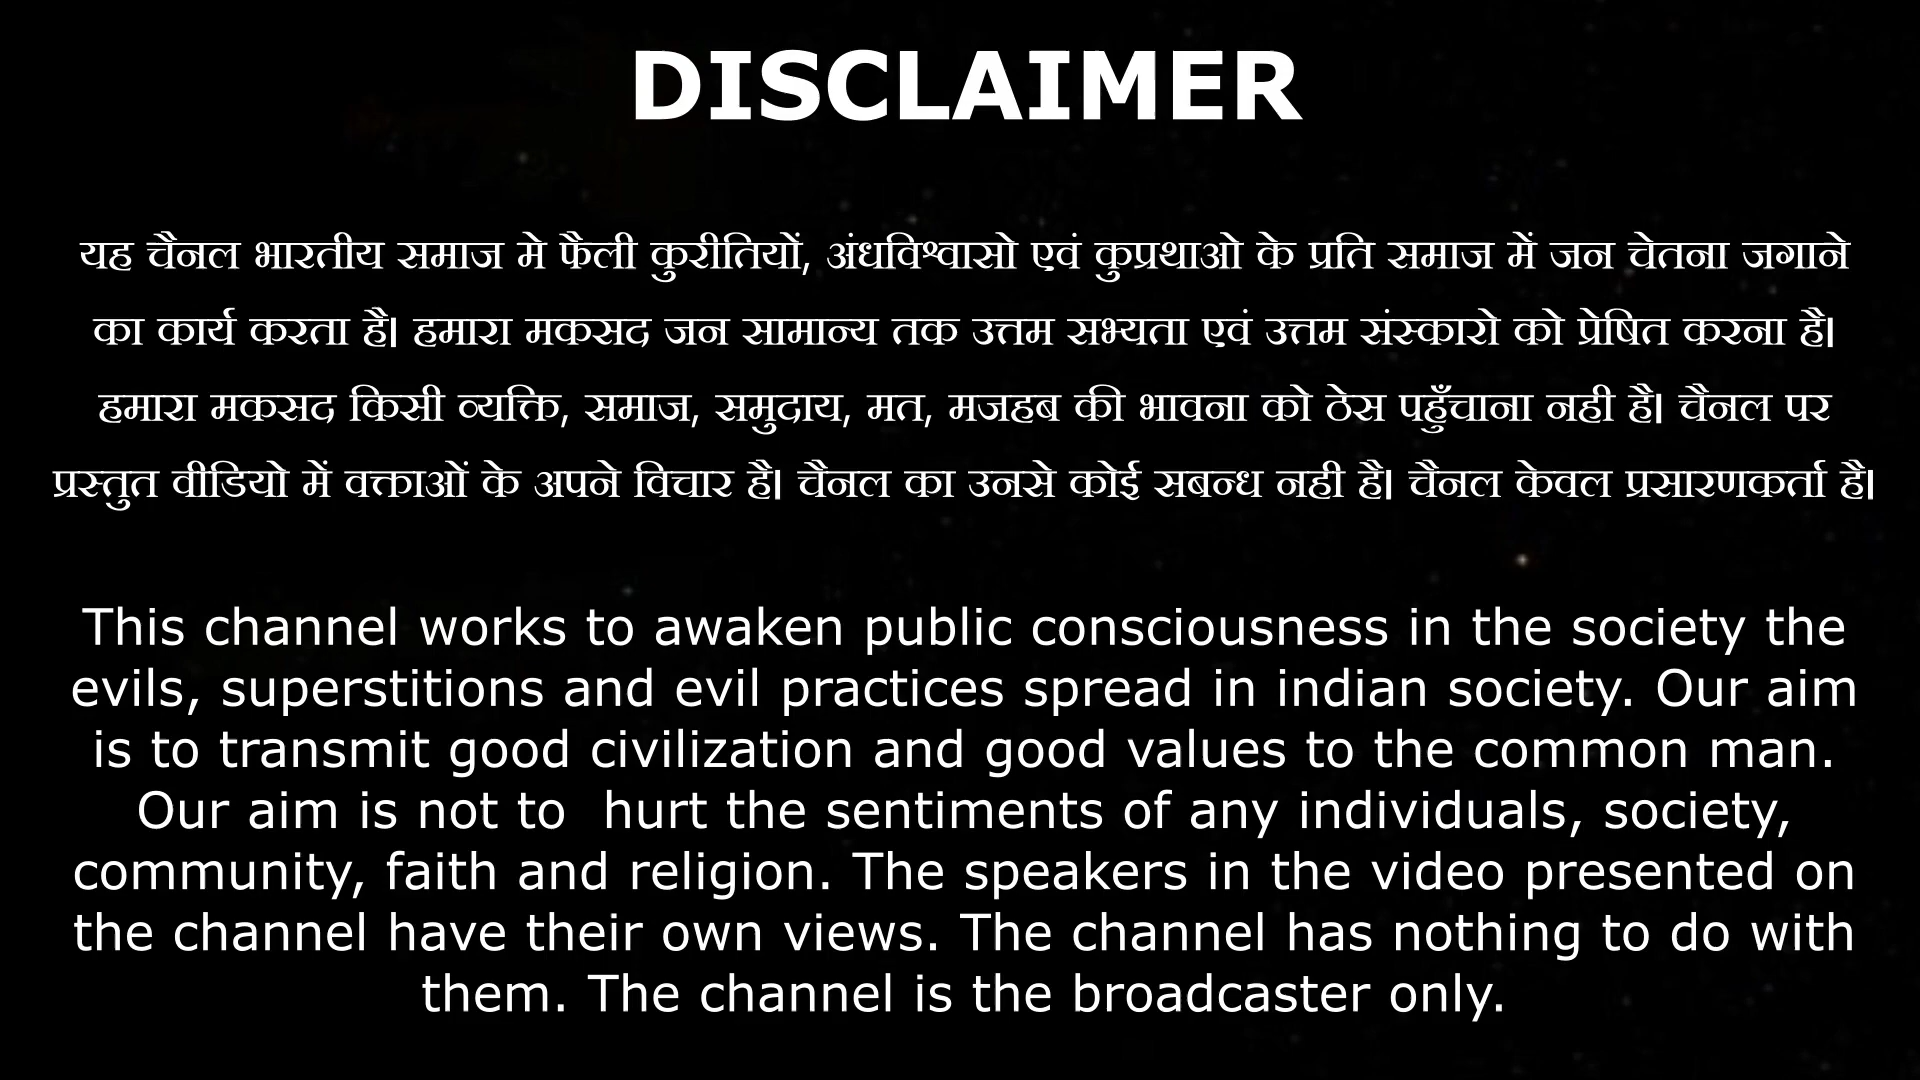 DISCLAIMER
यह चैनल भारतीय समाज मे फैली कुरीतियों, अंधविश्वासो एवं कुप्रथाओ के प्रति समाज में जन चेतना जगाने
का कार्य करता है। हमारा मकसद जन सामान्य तक उत्तम सभ्यता एवं उत्तम संस्कारो को प्रेषित करना है।
हमारा मकसद किसी व्यक्ति, समाज, समुदाय, मत, मजहब की भावना को ठेस पहुँचाना नही है। चैनल पर
प्रस्तुत वीडियो में वक्ताओं के अपने विचार है। चैनल का उनसे कोई सबन्ध नही है। चैनल केवल प्रसारणकर्ता है।
This channel works to awaken public consciousness in the society the
evils, superstitions and evil practices spread in indian society. Our aim
is to transmit good civilization and good values to the common man.
Our aim is not to  hurt the sentiments of any individuals, society,
community, faith and religion. The speakers in the video presented on
the channel have their own views. The channel has nothing to do with
them. The channel is the broadcaster only.